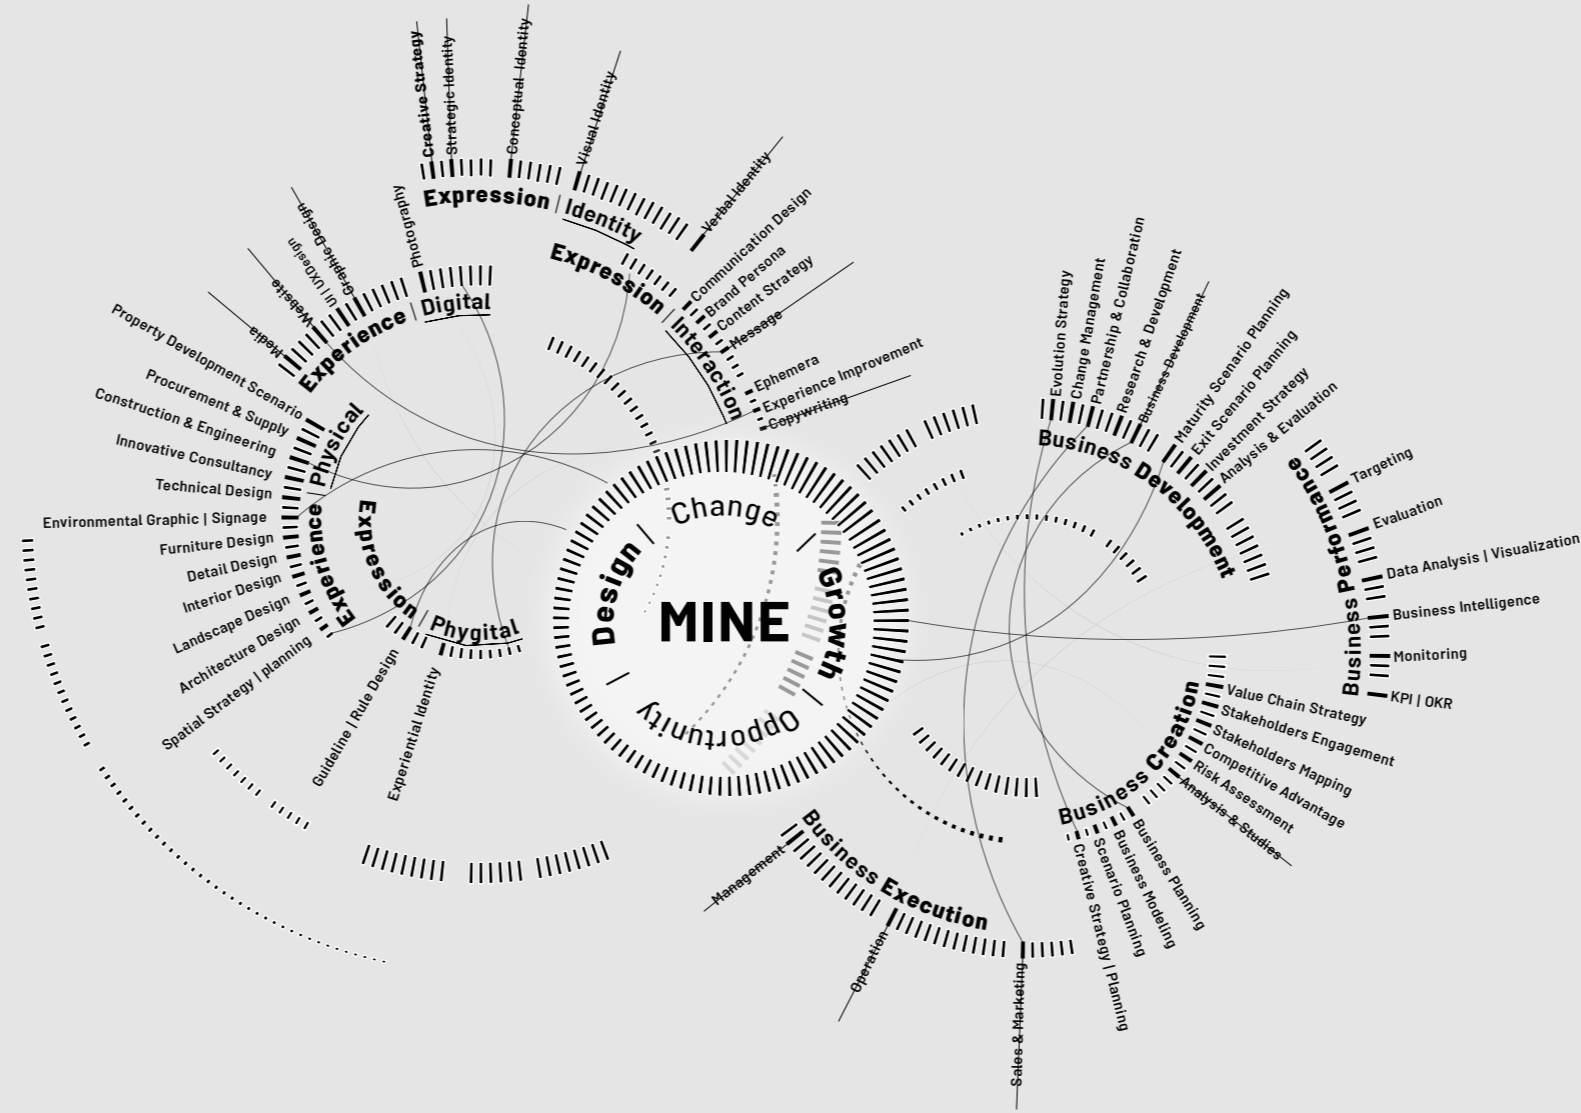 Creative Strategy
Strategic Identity
Conceptual Identity
Visual Identity
Verbal Identity
Expression | Identity
Communication Design
Brand Persona
Content Strategy
Message
Ephemera
Experience Improvement
Copywriting
Expression | Interaction
Photography
Graphic Design
UI | UXDesign
Website
Media
Experience | Digital
Property Development Scenario
Procurement & Supply
Construction & Engineering
Innovative Consultancy
Technical Design
Environmental Graphic | Signage
Furniture Design
Detail Design
Interior Design
Landscape Design
Architecture Design
Spatial Strategy | planning
Experience | Physical
Expression | Phygital
Guideline | Rule Design
Experiential Identity
Design
Change
Growth
Opportunity
MINE
Evolution Strategy
Change Management
Partnership & Collaboration
Research & Development
Business Development
Maturity Scenario Planning
Exit Scenario Planning
Investment Strategy
Analysis & Evaluation
Business Development
Business Performance
Targeting
Evaluation
Data Analysis | Visualization
Business Intelligence
Monitoring
KPI | OKR
Business Creation
Value Chain Strategy
Stakeholders Engagement
Stakeholders Mapping
Competitive Advantage
Risk Assessment
Analysis & Studies
Business Planning
Business Modeling
Scenario Planning
Creative Strategy | Planning
Business Execution
Management
Operation
Sales & Marketing